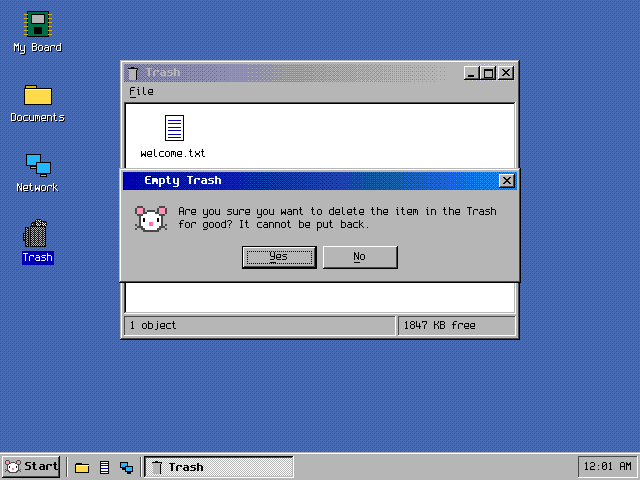 My Board
Documents
Network
Trash
Trash
File
welcome.txt
Empty Trash
Are you sure you want to delete the item in the Trash
for good? It cannot be put back.
Yes
No
1 object
1847 KB free
Start
Trash
12:01 AM